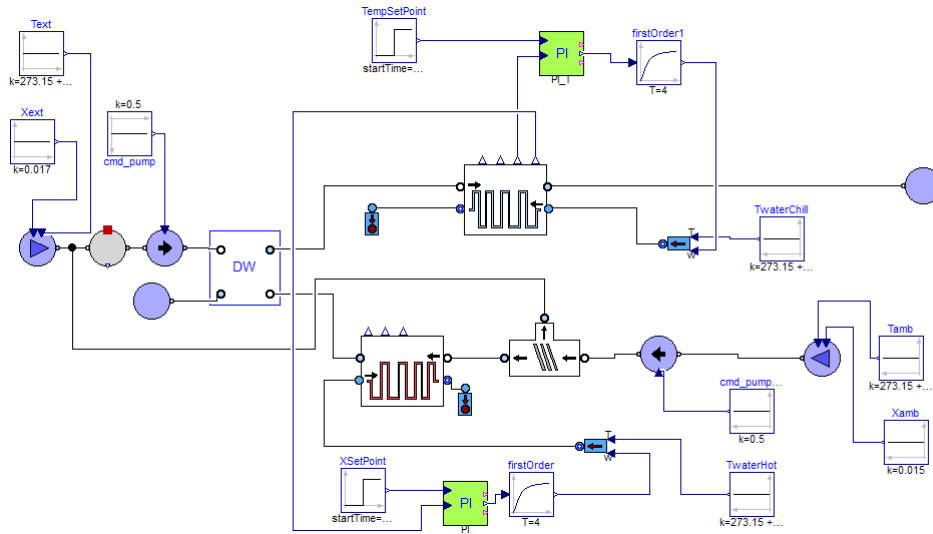 TempSetPoint
startTime=...
PI
PI_T
firstOrder1
T=4
Text
k=273.15 +...
Xext
k=0.017
k=0.5
cmd_pump
DW
T
w
TwaterChill
k=273.15 +...
Tamb
k=273.15 +...
cmd_pump...
k=0.5
Xamb
k=0.015
T
w
TwaterHot
k=273.15 +...
XSetPoint
startTime=...
PI
PI
firstOrder
T=4